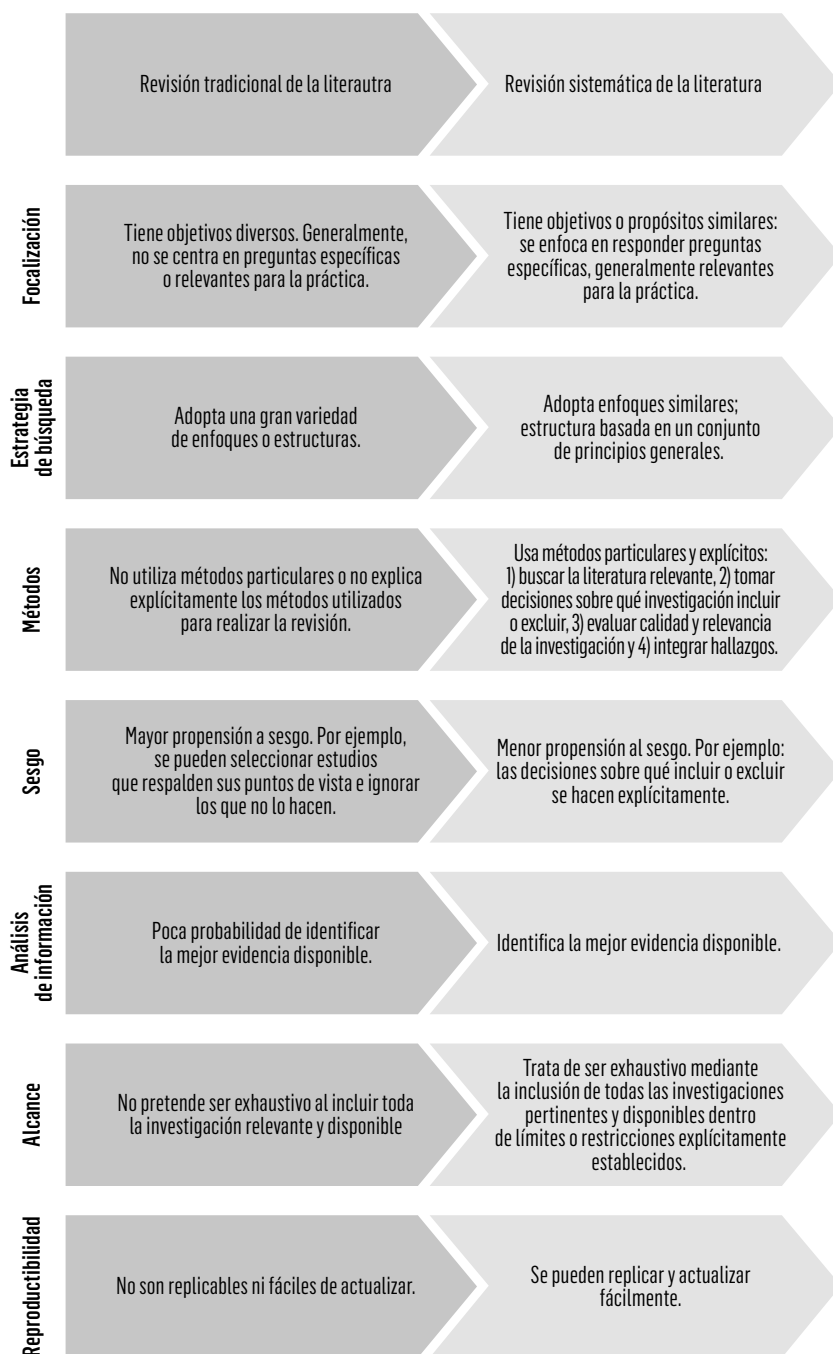 Revisión tradicional de la literautra
Revisión sistemática de la literatura
Focalización
Tiene objetivos diversos. Generalmente,
no se centra en preguntas específicas
o relevantes para la práctica.
Tiene objetivos o propósitos similares:
se enfoca en responder preguntas
específicas, generalmente relevantes
para la práctica.
Estrategia
de búsqueda
Adopta una gran variedad
de enfoques o estructuras.
Adopta enfoques similares;
estructura basada en un conjunto
de principios generales.
Métodos
No utiliza métodos particulares o no explica
explícitamente los métodos utilizados
para realizar la revisión.
Usa métodos particulares y explícitos:
1) buscar la literatura relevante, 2) tomar
decisiones sobre qué investigación incluir
o excluir, 3) evaluar calidad y relevancia
de la investigación y 4) integrar hallazgos.
Sesgo
Mayor propensión a sesgo. Por ejemplo,
se pueden seleccionar estudios
que respalden sus puntos de vista e ignorar
los que no lo hacen.
Menor propensión al sesgo. Por ejemplo:
las decisiones sobre qué incluir o excluir
se hacen explícitamente.
Análisis
de información
Poca probabilidad de identificar
la mejor evidencia disponible.
Identifica la mejor evidencia disponible.
Alcance
No pretende ser exhaustivo al incluir toda
la investigación relevante y disponible
Trata de ser exhaustivo mediante
la inclusión de todas las investigaciones
pertinentes y disponibles dentro
de límites o restricciones explícitamente
establecidos.
Reproductibilidad
No son replicables ni fáciles de actualizar.
Se pueden replicar y actualizar
fácilmente.